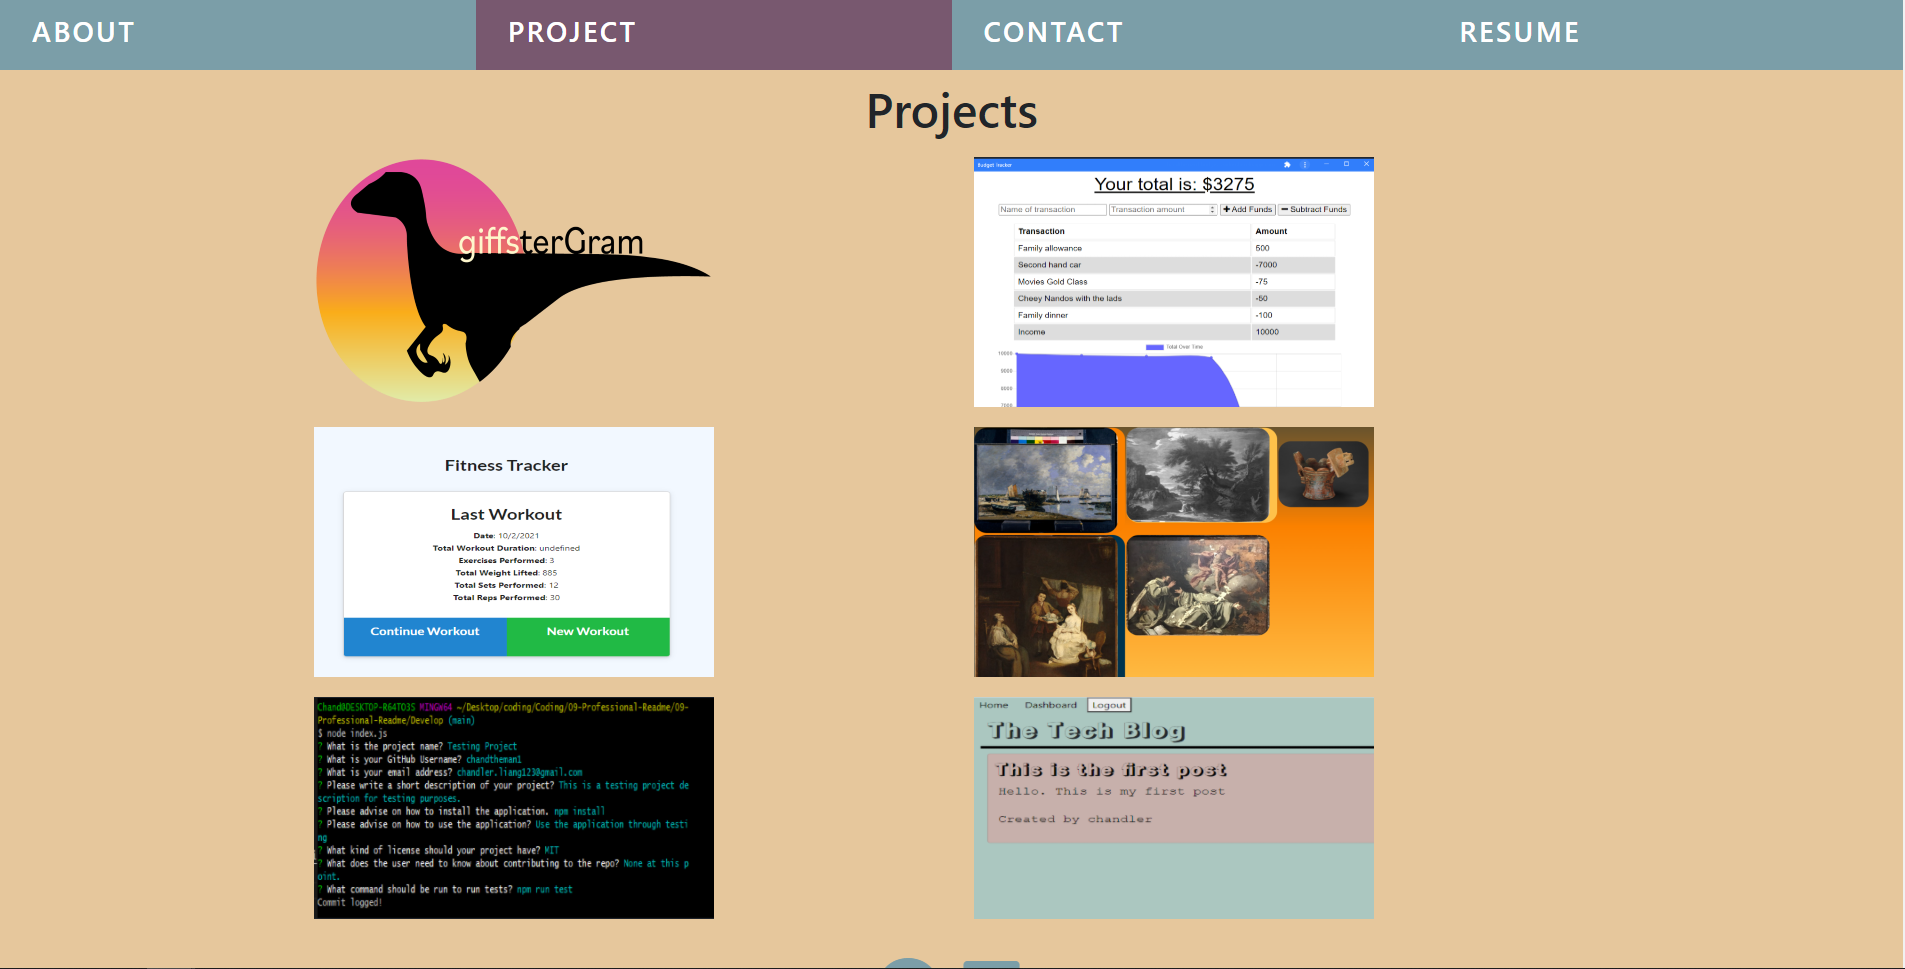 ABOUT
PROJECT
CONTACT
RESUME
Projects
giffsterGram
Budget Tracker
Your total is: $3275
Name of transaction
Transaction amount
Add Funds
Subtract Funds
Transaction Amount
Family allowance 500
Second hand car -7000
Movies Gold Class -75
Cheey Nandos with the lads -50
Family dinner -100
Income 10000
Total Over Time
10000
9000
8000
7000
Fitness Tracker
Last Workout
Date: 10/2/2021
Total Workout Duration: undefined
Exercises Performed: 3
Total Weight Lifted: 885
Total Sets Performed: 12
Total Reps Performed: 30
Continue Workout
New Workout
Chand@DESKTOP-R64TO3S MINGW64 ~/Desktop/coding/Coding/09-Professional-Readme/09-
Professional-Readme/Develop (main)
$ node index.js
? What is the project name? Testing Project
? What is your GitHub Username? chandtheman1
? What is your email address? chandler.liang123@gmail.com
? Please write a short description of your project? This is a testing project de
scription for testing purposes.
? Please advise on how to install the application. npm install
? Please advise on how to use the application? Use the application through testi
ng
? What kind of license should your project have? MIT
? What does the user need to know about contributing to the repo? None at this p
oint.
? What command should be run to run tests? npm run test
Commit logged!
Home
Dashboard
Logout
The Tech Blog
This is the first post
Hello. This is my first post
Created by chandler